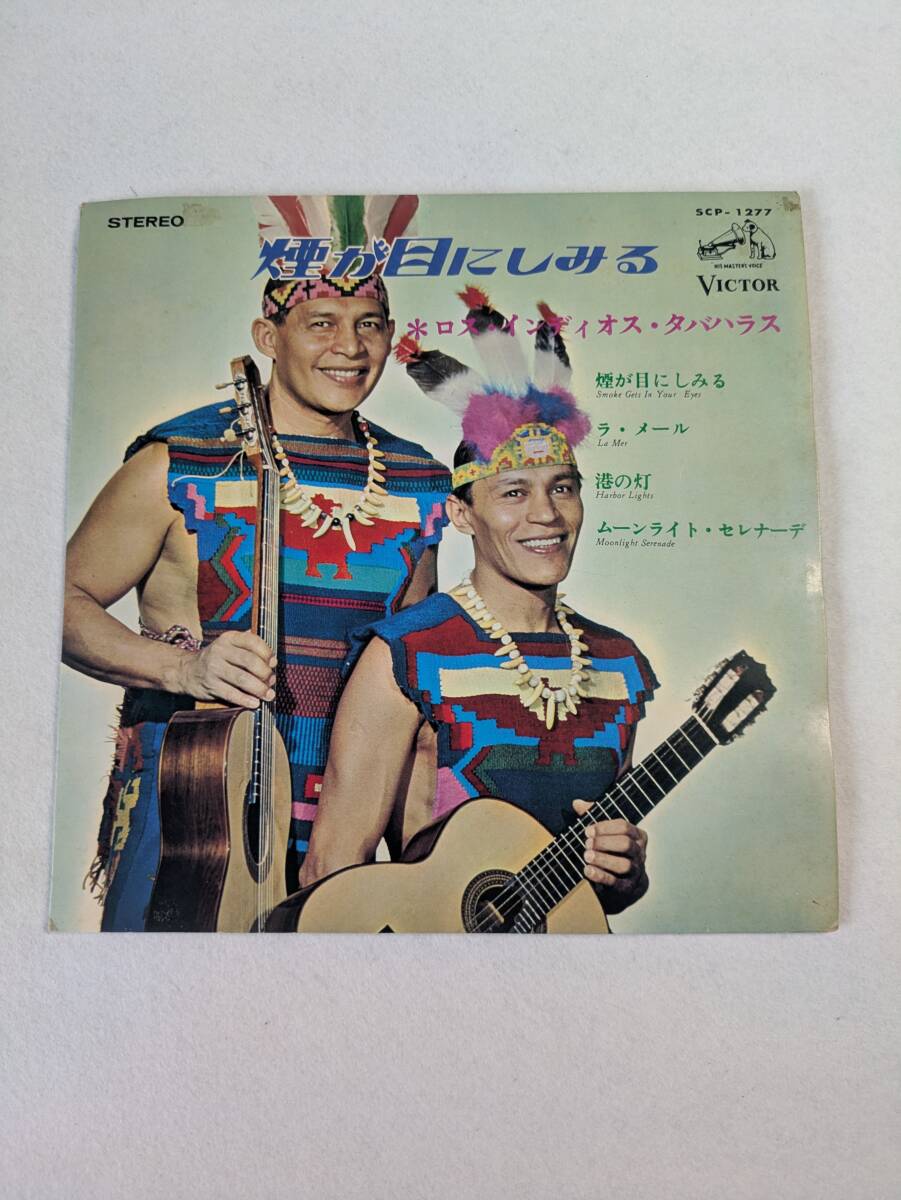 STEREO
SCP-1277
HIS MASTER'S VOICE
VICTOR
煙が目にしみる
*ロス・インディオス・タバハラス
煙が目にしみる
Smoke Gets In Your Eyes
ラ・メール
La Mer
港の灯
Harbor Lights
ムーンライト・セレナーデ
Moonlight Serenade